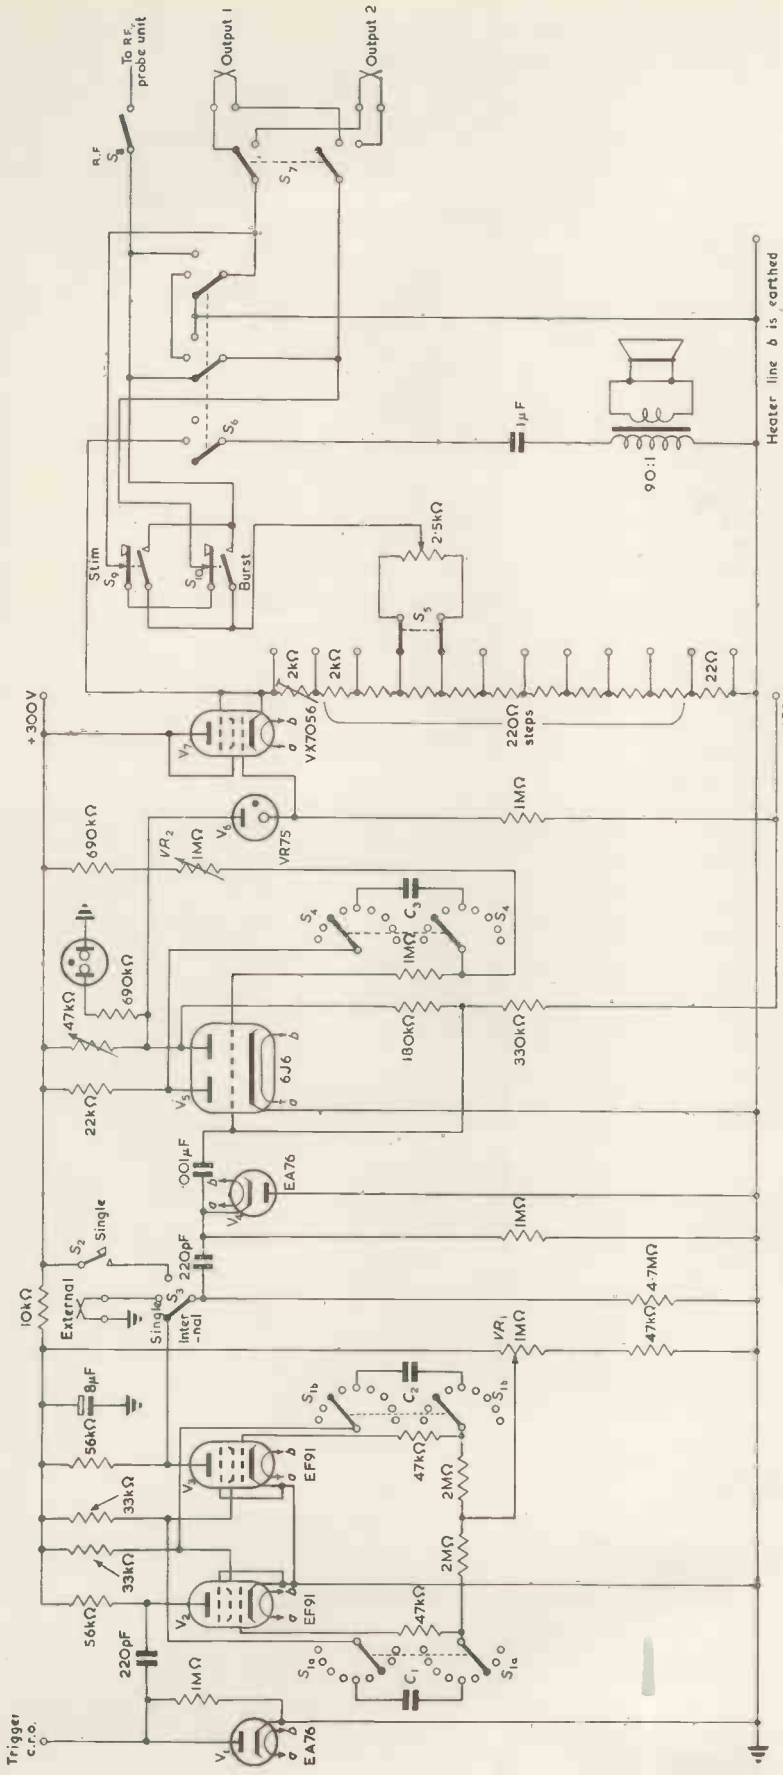 Trigger
c.r.o.
220pF
1MΩ
V1
EA76
a
b
56kΩ
33kΩ
33kΩ
56kΩ
8μF
10kΩ
V2
a
b
EF91
V3
a
b
EF91
S1a
C1
S1a
47kΩ
2MΩ
2MΩ
47kΩ
S1b
C2
S1b
External
Single
Inter
-nal
S3
S2
Single
220pF
·001μF
V4
a
b
EA76
1MΩ
4·7MΩ
VR1
1MΩ
47kΩ
22kΩ
47kΩ
690kΩ
V5
6J6
a
b
180kΩ
330kΩ
1MΩ
S4
C3
S4
690kΩ
VR2
1MΩ
V6
VR75
1MΩ
+300V
V7
a
b
VX7056
2kΩ
2kΩ
220Ω
steps
22Ω
S5
2·5kΩ
Stim
S9
S10
Burst
S6
1μF
90:1
R.F
S8
To R.F.
probe unit
S7
Output 1
Output 2
Heater line b is earthed